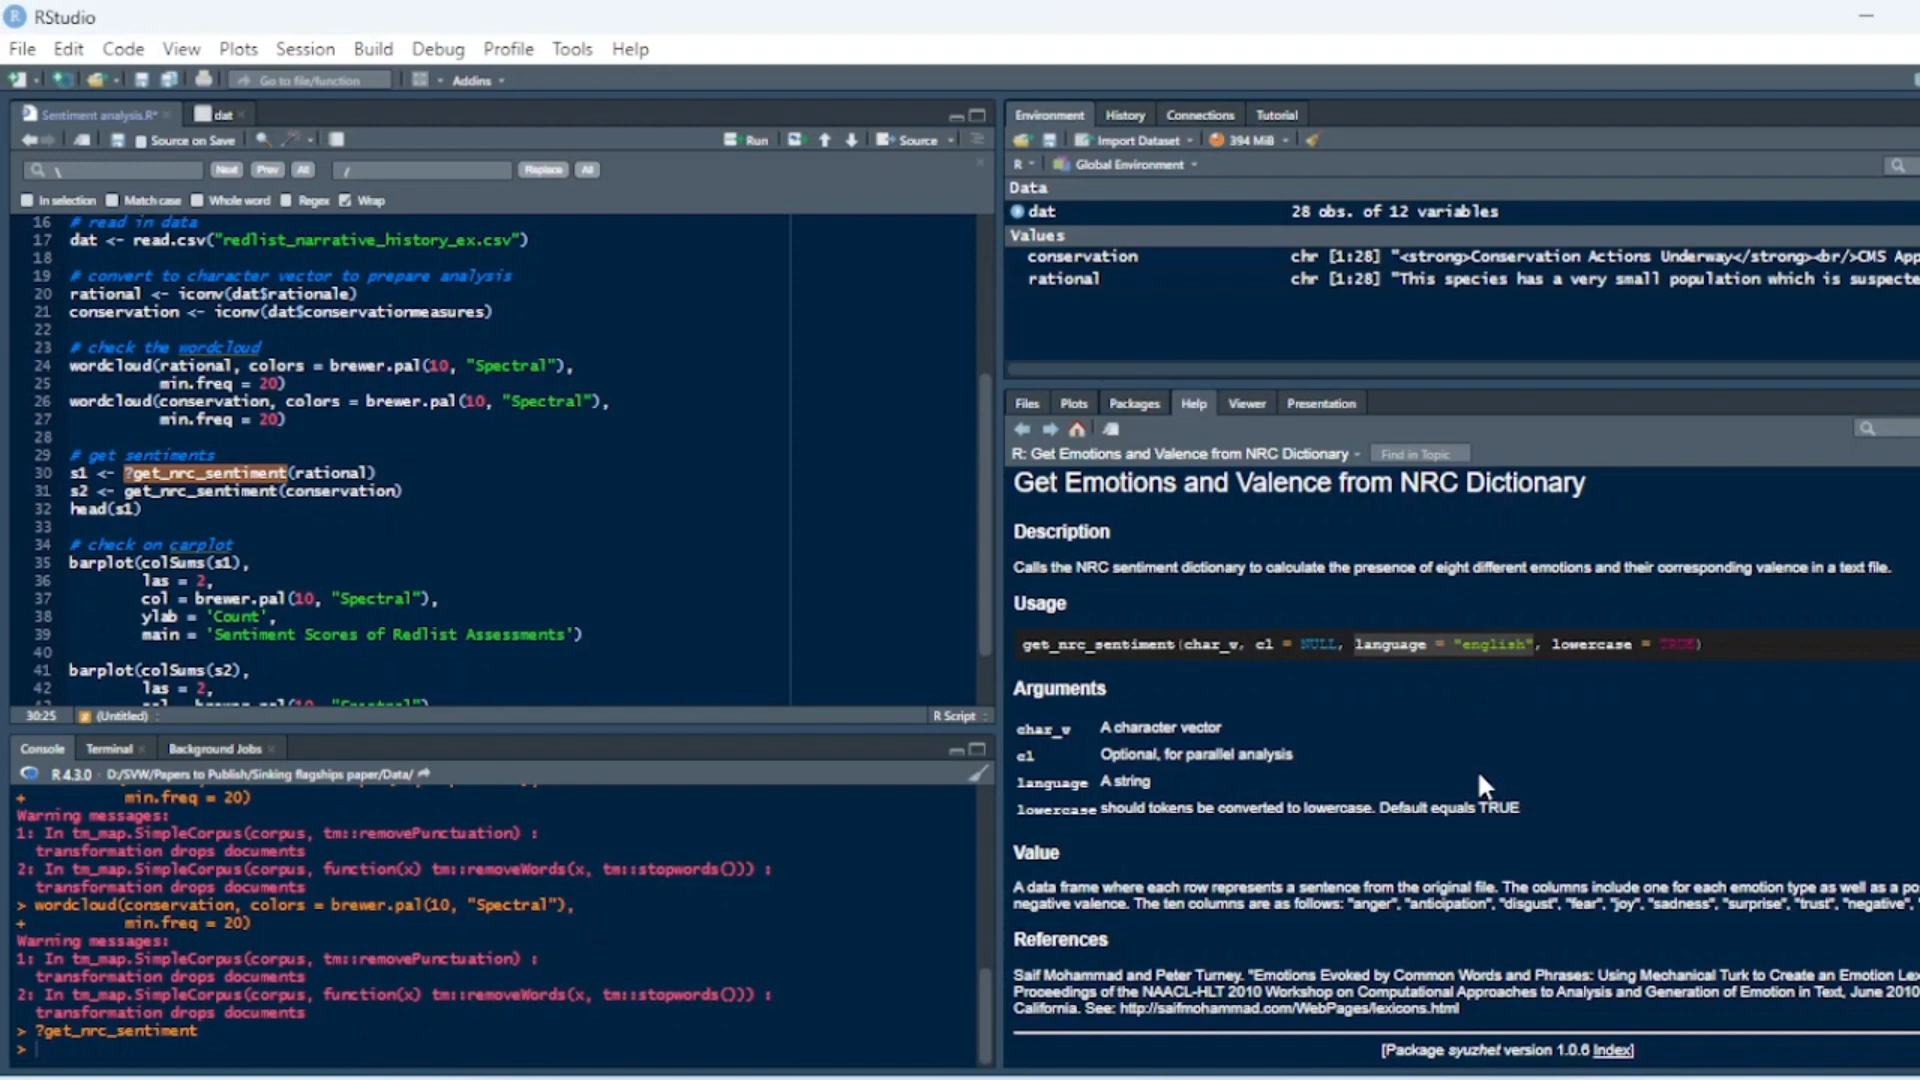 RStudio
File Edit Code View Plots Session Build Debug Profile Tools Help
Go to file/function Addins
Sentiment analysis.R* dat
Source on Save Run Source
\ Next Prev All / Replace All
In selection Match case Whole word Regex Wrap
16 # read in data
17 dat <- read.csv("redlist_narrative_history_ex.csv")
18
19 # convert to character vector to prepare analysis
20 rational <- iconv(dat$rationale)
21 conservation <- iconv(dat$conservationmeasures)
22
23 # check the wordcloud
24 wordcloud(rational, colors = brewer.pal(10, "Spectral"),
25 min.freq = 20)
26 wordcloud(conservation, colors = brewer.pal(10, "Spectral"),
27 min.freq = 20)
28
29 # get sentiments
30 s1 <- ?get_nrc_sentiment(rational)
31 s2 <- get_nrc_sentiment(conservation)
32 head(s1)
33
34 # check on carplot
35 barplot(colSums(s1),
36 las = 2,
37 col = brewer.pal(10, "Spectral"),
38 ylab = 'Count',
39 main = 'Sentiment Scores of Redlist Assessments')
40
41 barplot(colSums(s2),
42 las = 2,
30:25 (Untitled) R Script
Console Terminal Background Jobs
R 4.3.0 · D:/SVW/Papers to Publish/Sinking flagships paper/Data/
+ min.freq = 20)
Warning messages:
1: In tm_map.SimpleCorpus(corpus, tm::removePunctuation) :
transformation drops documents
2: In tm_map.SimpleCorpus(corpus, function(x) tm::removeWords(x, tm::stopwords())) :
transformation drops documents
> wordcloud(conservation, colors = brewer.pal(10, "Spectral"),
+ min.freq = 20)
Warning messages:
1: In tm_map.SimpleCorpus(corpus, tm::removePunctuation) :
transformation drops documents
2: In tm_map.SimpleCorpus(corpus, function(x) tm::removeWords(x, tm::stopwords())) :
transformation drops documents
> ?get_nrc_sentiment
>
Environment History Connections Tutorial
Import Dataset 394 MiB
R Global Environment
Data
dat 28 obs. of 12 variables
Values
conservation chr [1:28] "<strong>Conservation Actions Underway</strong><br/>CMS App
rational chr [1:28] "This species has a very small population which is suspecte
Files Plots Packages Help Viewer Presentation
R: Get Emotions and Valence from NRC Dictionary Find in Topic
Get Emotions and Valence from NRC Dictionary
Description
Calls the NRC sentiment dictionary to calculate the presence of eight different emotions and their corresponding valence in a text file.
Usage
get_nrc_sentiment(char_v, cl = NULL, language = "english", lowercase = TRUE)
Arguments
char_v A character vector
cl Optional, for parallel analysis
language A string
lowercase should tokens be converted to lowercase. Default equals TRUE
Value
A data frame where each row represents a sentence from the original file. The columns include one for each emotion type as well as a po
negative valence. The ten columns are as follows: "anger", "anticipation", "disgust", "fear", "joy", "sadness", "surprise", "trust", "negative", "
References
Saif Mohammad and Peter Turney. "Emotions Evoked by Common Words and Phrases: Using Mechanical Turk to Create an Emotion Lex
Proceedings of the NAACL-HLT 2010 Workshop on Computational Approaches to Analysis and Generation of Emotion in Text, June 2010
California. See: http://saifmohammad.com/WebPages/lexicons.html
[Package syuzhet version 1.0.6 Index]